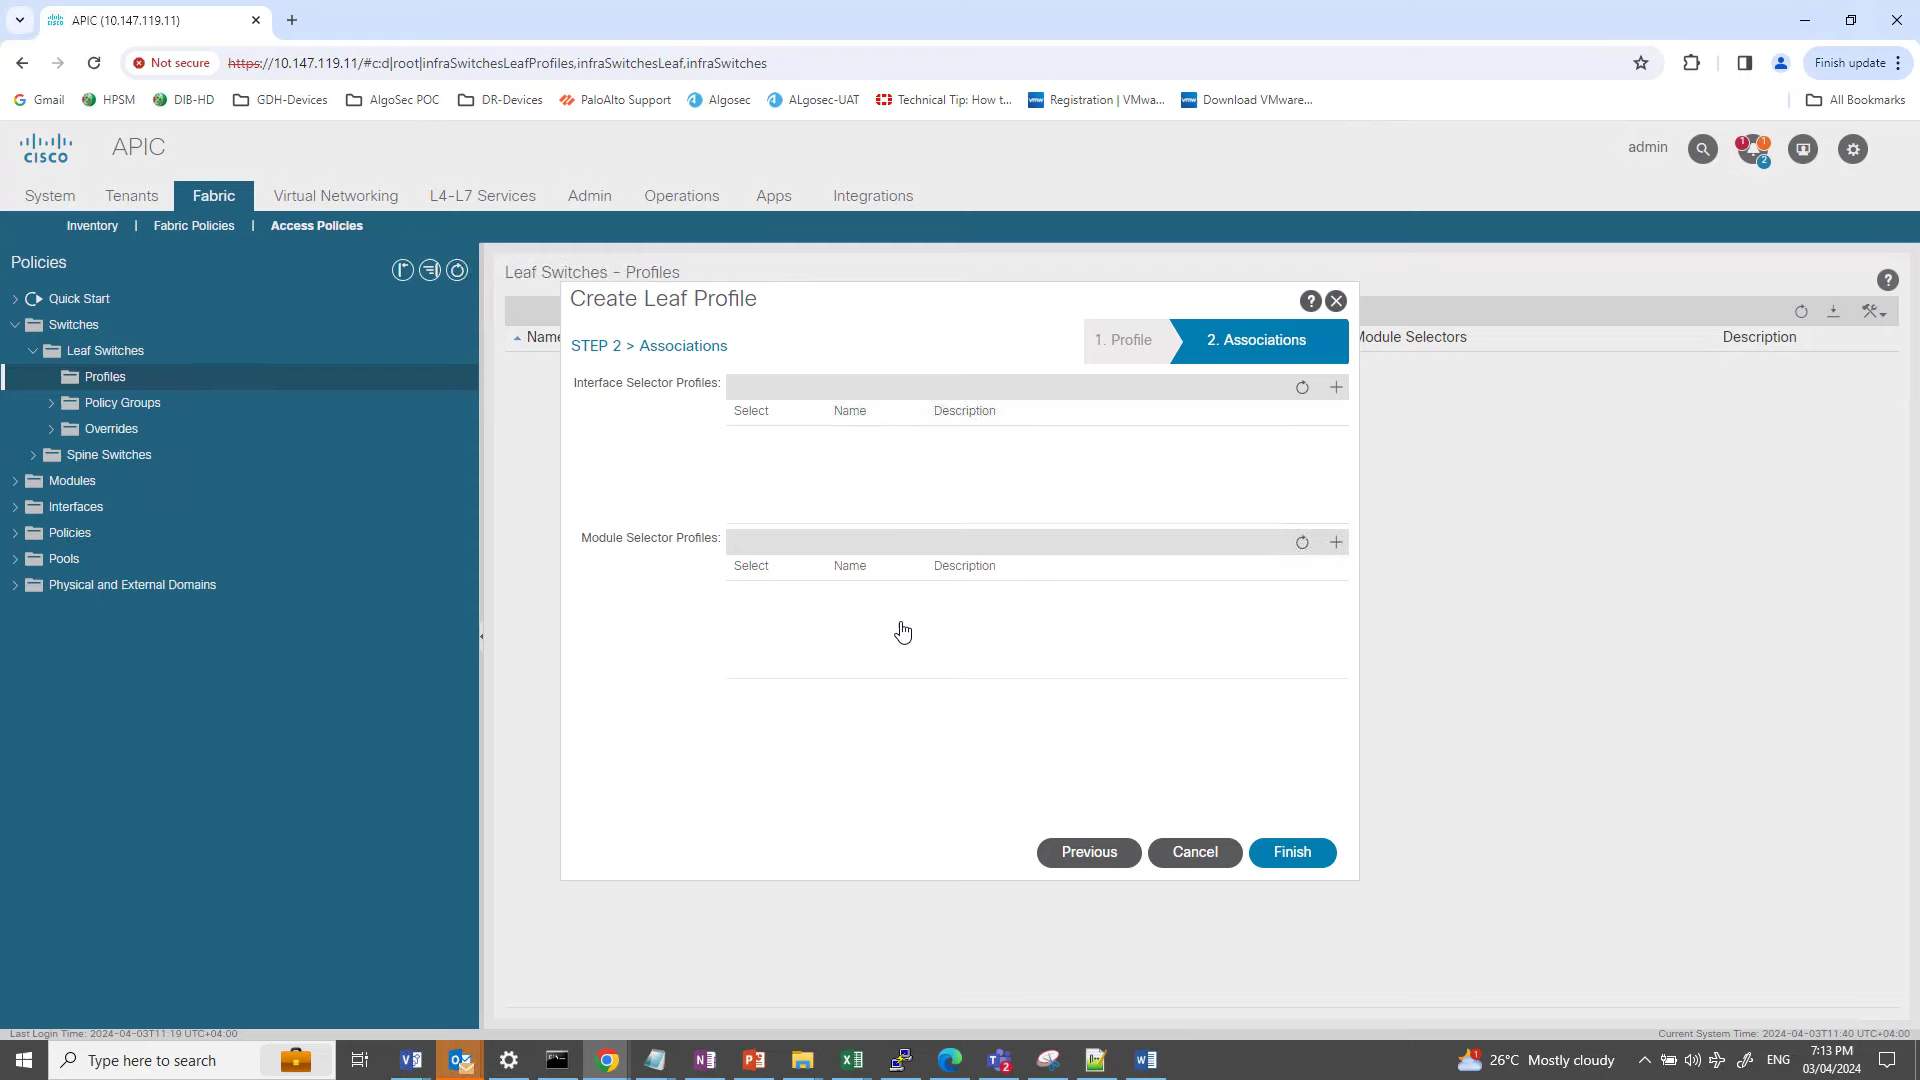 APIC (10.147.119.11)
Not secure
https://10.147.119.11/#c:d|root|infraSwitchesLeafProfiles,infraSwitchesLeaf,infraSwitches
Finish update
Gmail
HPSM
DIB-HD
GDH-Devices
AlgoSec POC
DR-Devices
PaloAlto Support
Algosec
ALgosec-UAT
Technical Tip: How t...
Registration | VMwa...
Download VMware...
All Bookmarks
CISCO
APIC
admin
1
1
2
System
Tenants
Fabric
Virtual Networking
L4-L7 Services
Admin
Operations
Apps
Integrations
Inventory | Fabric Policies | Access Policies
Policies
Quick Start
Switches
Leaf Switches
Profiles
Policy Groups
Overrides
Spine Switches
Modules
Interfaces
Policies
Pools
Physical and External Domains
Leaf Switches - Profiles
Name
Module Selectors
Description
Create Leaf Profile
STEP 2 > Associations
1. Profile
2. Associations
Interface Selector Profiles:
Select
Name
Description
Module Selector Profiles:
Select
Name
Description
Previous
Cancel
Finish
Last Login Time: 2024-04-03T11:19 UTC+04:00
Current System Time: 2024-04-03T11:40 UTC+04:00
Type here to search
26°C Mostly cloudy
ENG
7:13 PM
03/04/2024